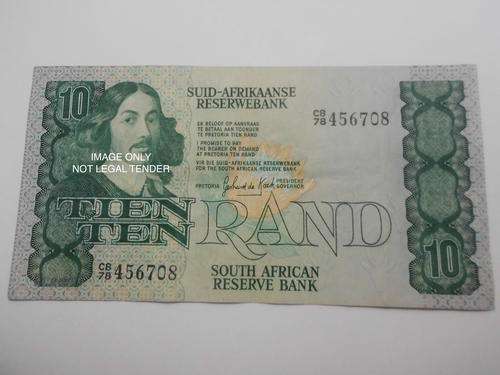 10
SUID-AFRIKAANSE
RESERWEBANK
CB
78 456708
EK BELOOF OP AANVRAAG
TE BETAAL AAN TOONDER
TE PRETORIA TIEN RAND
I PROMISE TO PAY
THE BEARER ON DEMAND
AT PRETORIA TEN RAND
VIR DIE SUID-AFRIKAANSE RESERWEBANK
FOR THE SOUTH AFRICAN RESERVE BANK
PRETORIA Gerhard de Kock PRESIDENT
GOVERNOR
IMAGE ONLY
NOT LEGAL TENDER
TIEN
TEN RAND
CB
78 456708
SOUTH AFRICAN
RESERVE BANK
10